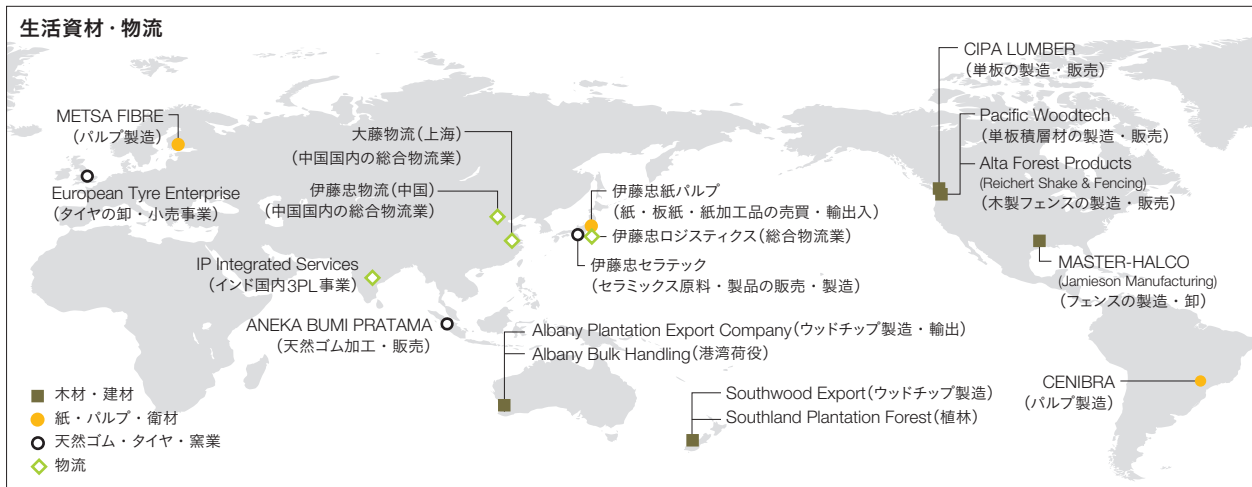 生活資材・物流
METSA FIBRE
（パルプ製造）
European Tyre Enterprise
（タイヤの卸・小売事業）
大藤物流（上海）
（中国国内の総合物流業）
伊藤忠物流（中国）
（中国国内の総合物流業）
IP Integrated Services
（インド国内3PL事業）
ANEKA BUMI PRATAMA
（天然ゴム加工・販売）
伊藤忠紙パルプ
（紙・板紙・紙加工品の売買・輸出入）
伊藤忠ロジスティクス（総合物流業）
伊藤忠セラテック
（セラミックス原料・製品の販売・製造）
Albany Plantation Export Company（ウッドチップ製造・輸出）
Albany Bulk Handling（港湾荷役）
Southwood Export（ウッドチップ製造）
Southland Plantation Forest（植林）
CIPA LUMBER
（単板の製造・販売）
Pacific Woodtech
（単板積層材の製造・販売）
Alta Forest Products
(Reichert Shake & Fencing)
（木製フェンスの製造・販売）
MASTER-HALCO
(Jamieson Manufacturing)
（フェンスの製造・卸）
CENIBRA
（パルプ製造）
木材・建材
紙・パルプ・衛材
天然ゴム・タイヤ・窯業
物流